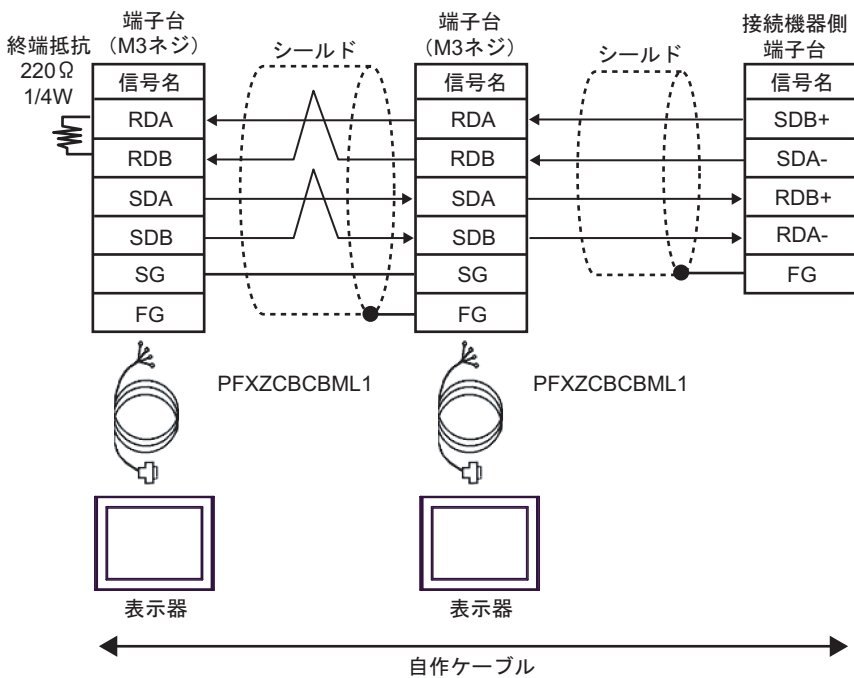 終端抵抗
220Ω
1/4W
端子台
（M3ネジ）
信号名
RDA
RDB
SDA
SDB
SG
FG
シールド
端子台
（M3ネジ）
信号名
RDA
RDB
SDA
SDB
SG
FG
シールド
接続機器側
端子台
信号名
SDB+
SDA-
RDB+
RDA-
FG
PFXZCBCBML1
PFXZCBCBML1
表示器
表示器
自作ケーブル